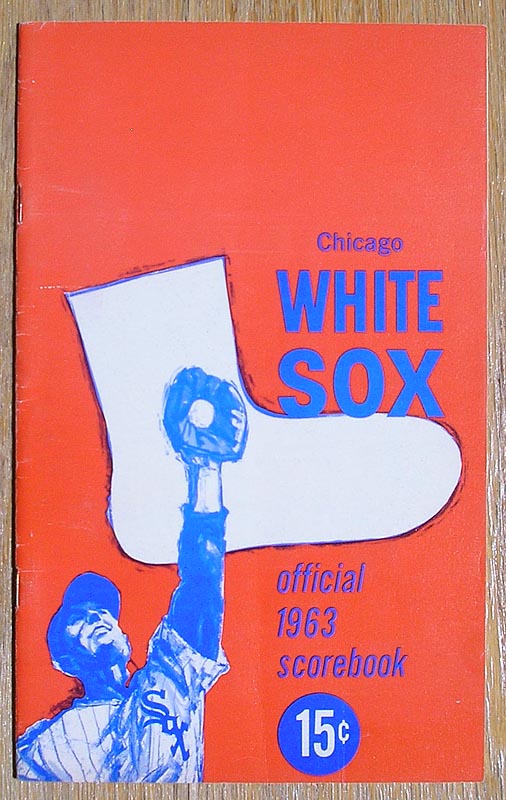 Chicago
WHITE
SOX
official
1963
scorebook
15¢
SOX